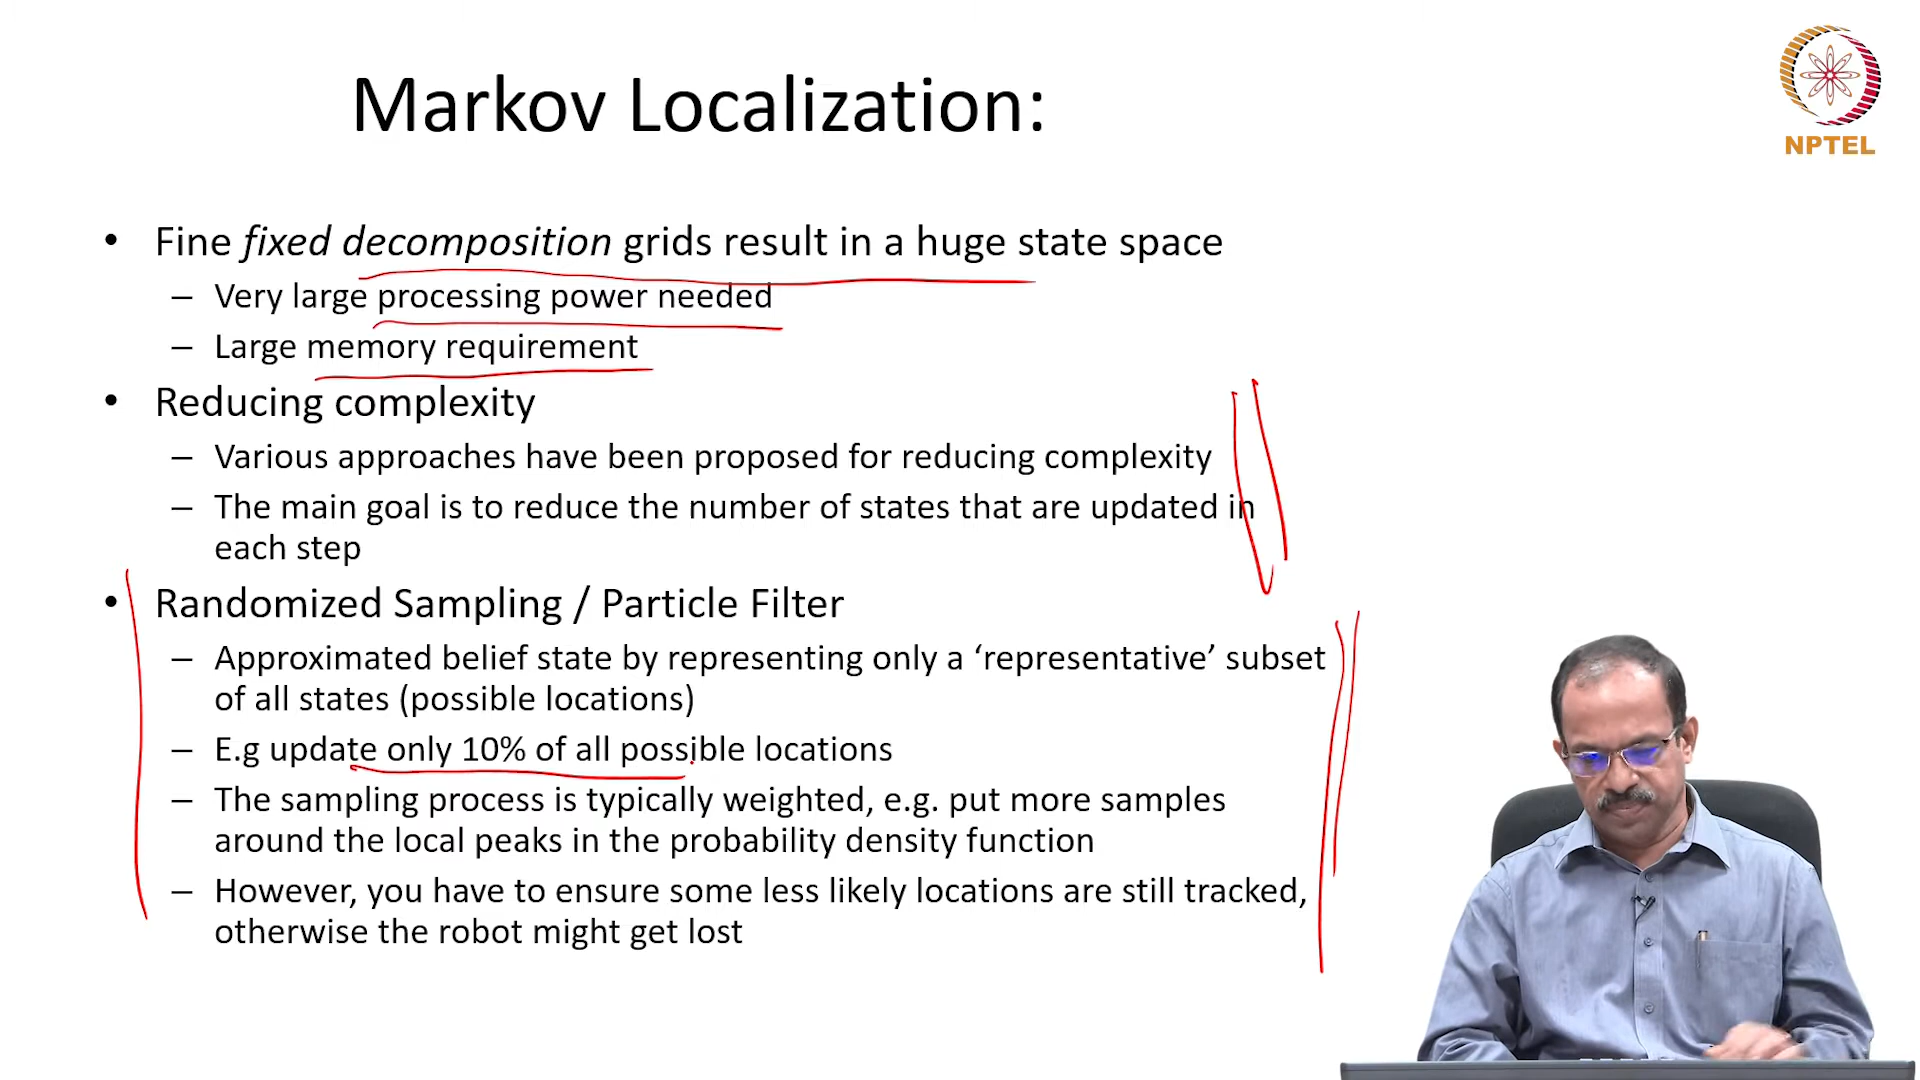 Markov Localization:
NPTEL
• Fine fixed decomposition grids result in a huge state space
– Very large processing power needed
– Large memory requirement
• Reducing complexity
– Various approaches have been proposed for reducing complexity
– The main goal is to reduce the number of states that are updated in
each step
• Randomized Sampling / Particle Filter
– Approximated belief state by representing only a ‘representative’ subset
of all states (possible locations)
– E.g update only 10% of all possible locations
– The sampling process is typically weighted, e.g. put more samples
around the local peaks in the probability density function
– However, you have to ensure some less likely locations are still tracked,
otherwise the robot might get lost